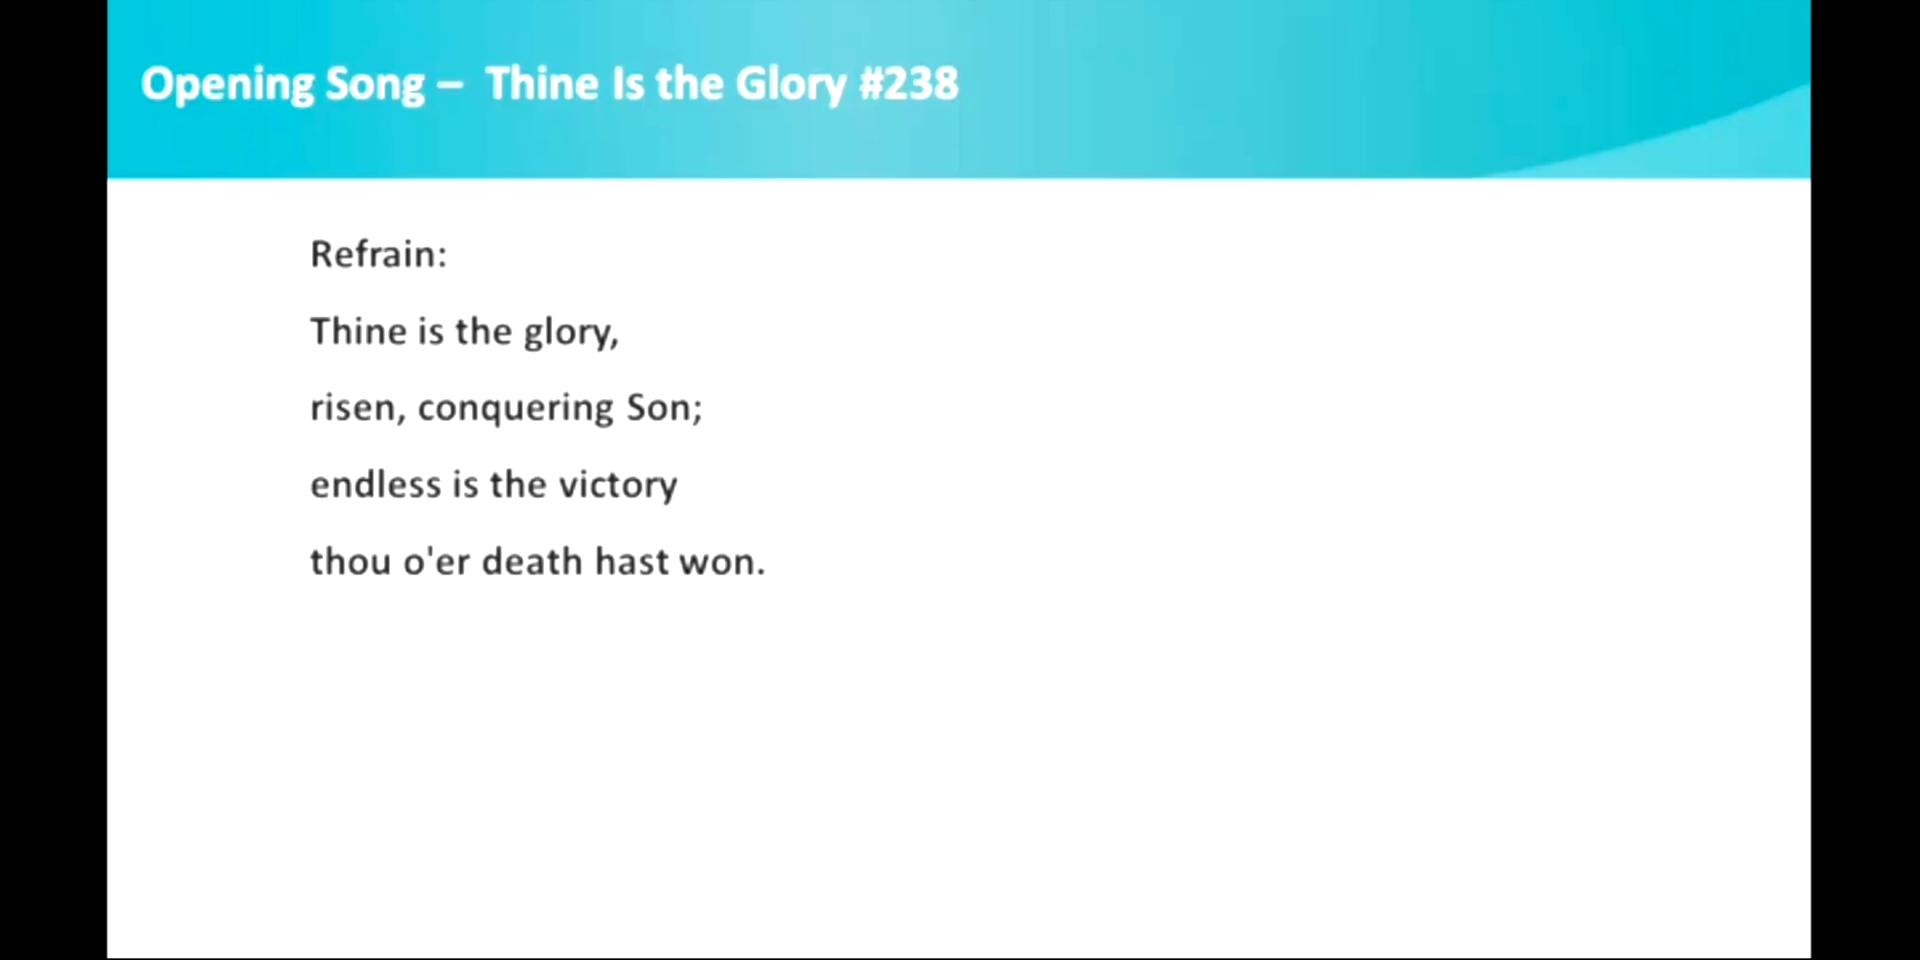 Opening Song – Thine Is the Glory #238
Refrain:
Thine is the glory,
risen, conquering Son;
endless is the victory
thou o'er death hast won.